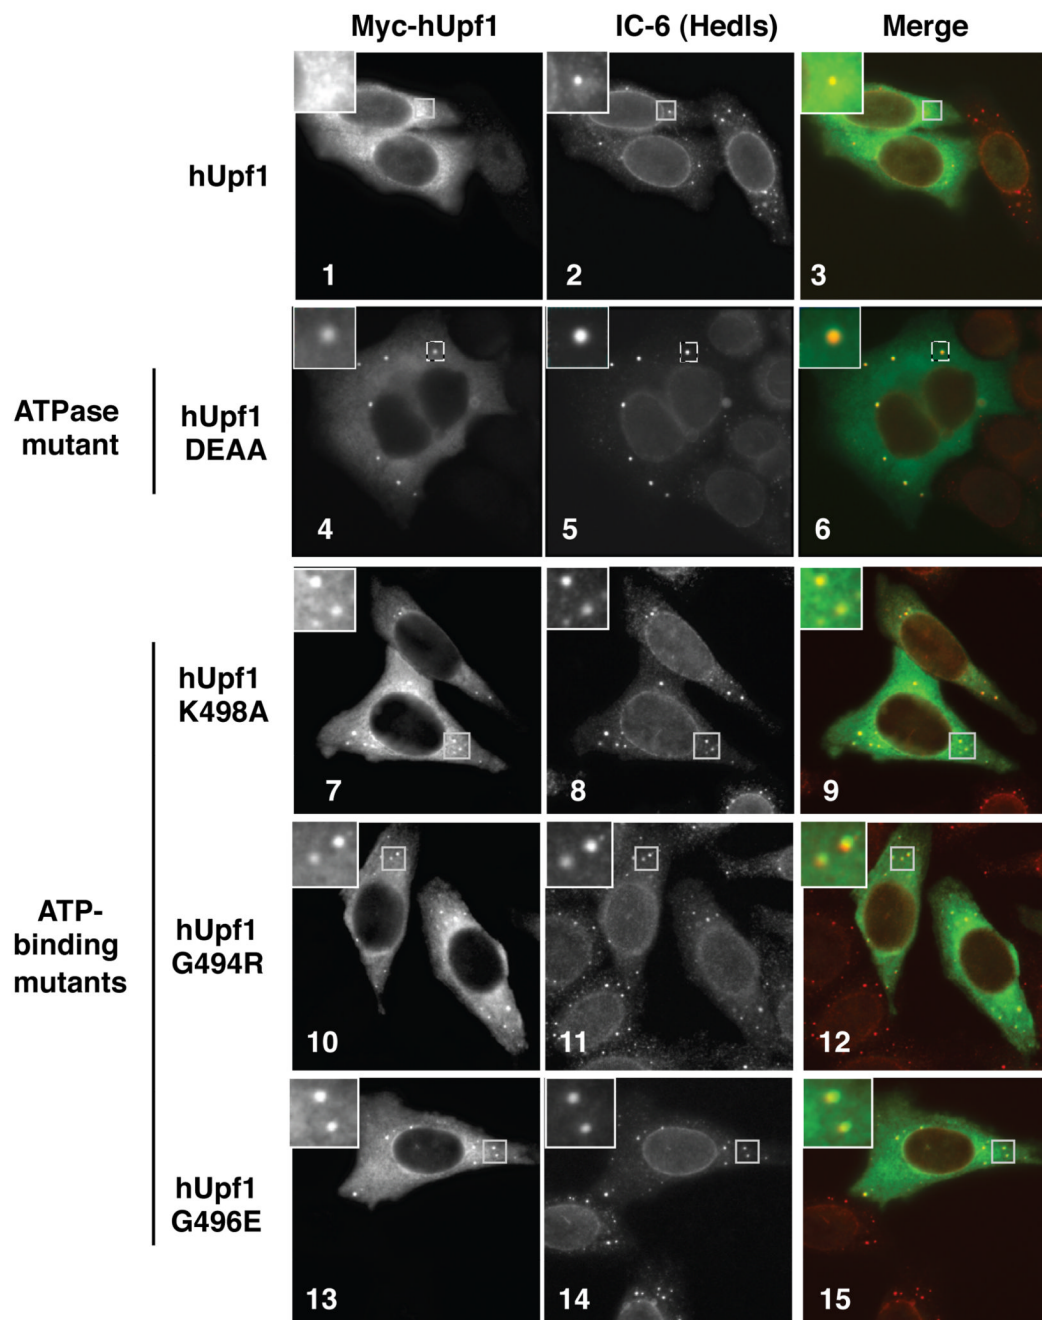 Myc-hUpf1 IC-6 (Hedls) Merge
hUpf1
1 2 3
ATPase
mutant
hUpf1
DEAA
4 5 6
hUpf1
K498A
7 8 9
ATP-
binding
mutants
hUpf1
G494R
10 11 12
hUpf1
G496E
13 14 15